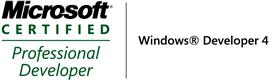 Microsoft®
CERTIFIED
Professional
Developer
Windows® Developer 4